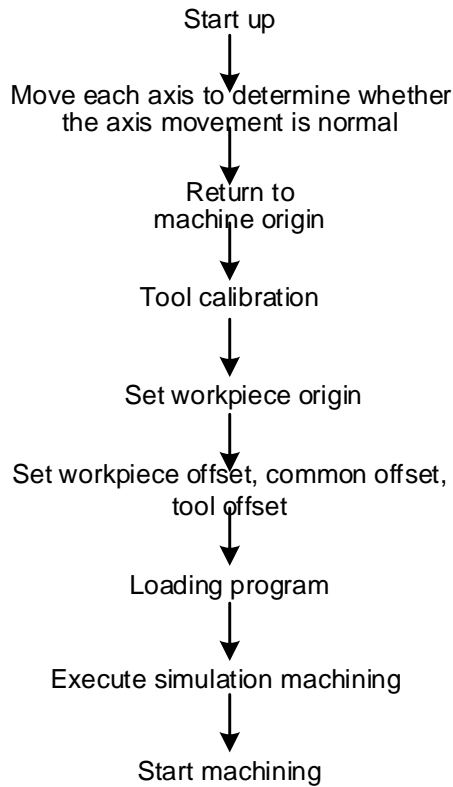 Start up
Move each axis to determine whether
the axis movement is normal
Return to
machine origin
Tool calibration
Set workpiece origin
Set workpiece offset, common offset,
tool offset
Loading program
Execute simulation machining
Start machining